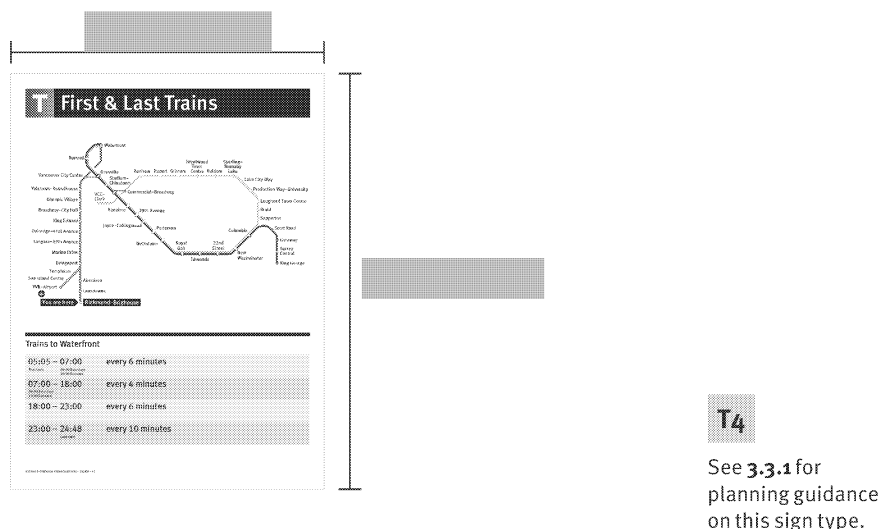 T First & Last Trains
Waterfront
Burrard
Granville
Stadium–
Chinatown
Vancouver City Centre
Yaletown–Roundhouse
Olympic Village
Broadway–City Hall
King Edward
Oakridge–41st Avenue
Langara–49th Avenue
Marine Drive
Bridgeport
Templeton
Sea Island Centre
YVR–Airport
Aberdeen
Lansdowne
You are here
Richmond–Brighouse
VCC–
Clark
Commercial–Broadway
Nanaimo
29th Avenue
Joyce–Collingwood
Patterson
Metrotown
Royal
Oak
Edmonds
22nd
Street
New
Westminster
Columbia
Scott Road
Gateway
Surrey
Central
King George
Sapperton
Braid
Lougheed Town Centre
Production Way–University
Lake City Way
Sperling–
Burnaby
Lake
Holdom
Brentwood
Town
Centre
Gilmore
Rupert
Renfrew
Trains to Waterfront
05:05 – 07:00 every 6 minutes
07:00 – 18:00 every 4 minutes
18:00 – 23:00 every 6 minutes
23:00 – 24:48 every 10 minutes
T4
See 3.3.1 for
planning guidance
on this sign type.